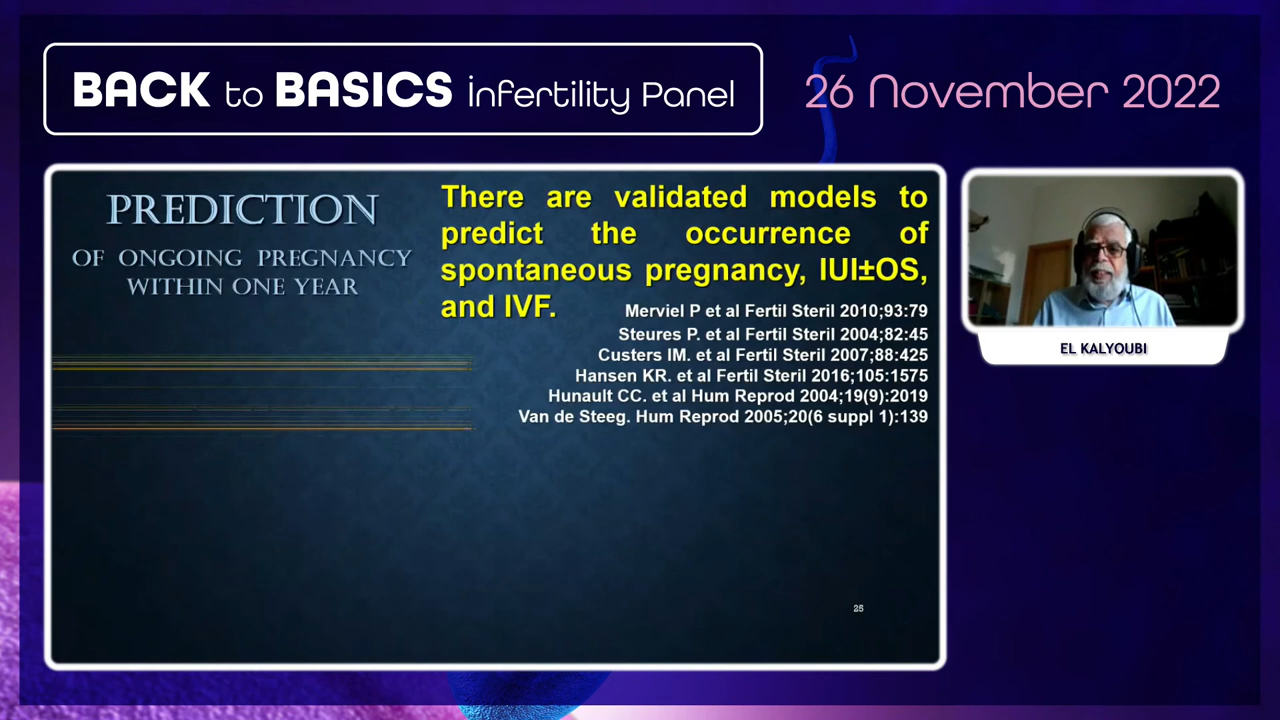 BACK to BASICS infertility Panel
26 November 2022
PREDICTION
OF ONGOING PREGNANCY
WITHIN ONE YEAR
There are validated models to
predict the occurrence of
spontaneous pregnancy, IUI±OS,
and IVF.
Merviel P et al Fertil Steril 2010;93:79
Steures P. et al Fertil Steril 2004;82:45
Custers IM. et al Fertil Steril 2007;88:425
Hansen KR. et al Fertil Steril 2016;105:1575
Hunault CC. et al Hum Reprod 2004;19(9):2019
Van de Steeg. Hum Reprod 2005;20(6 suppl 1):139
25
EL KALYOUBI